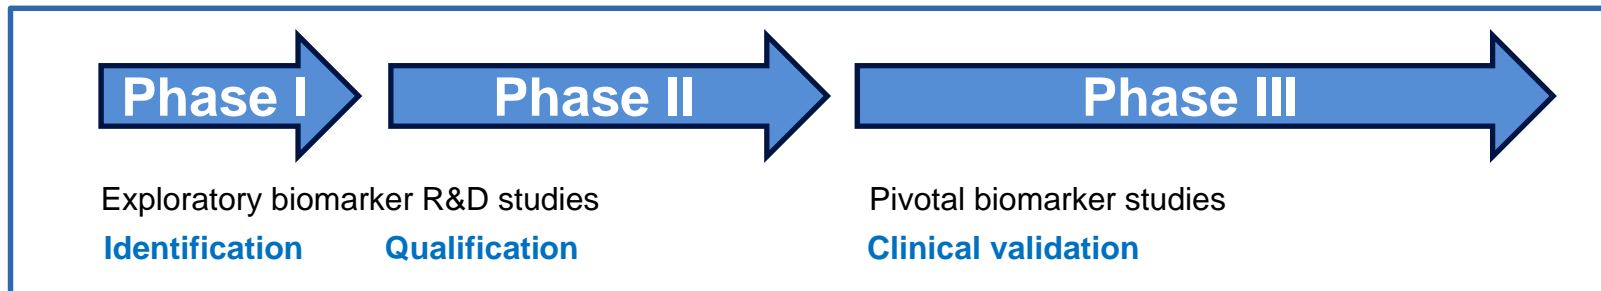 Phase I Phase II Phase III
Exploratory biomarker R&D studies Pivotal biomarker studies
Identification Qualification Clinical validation